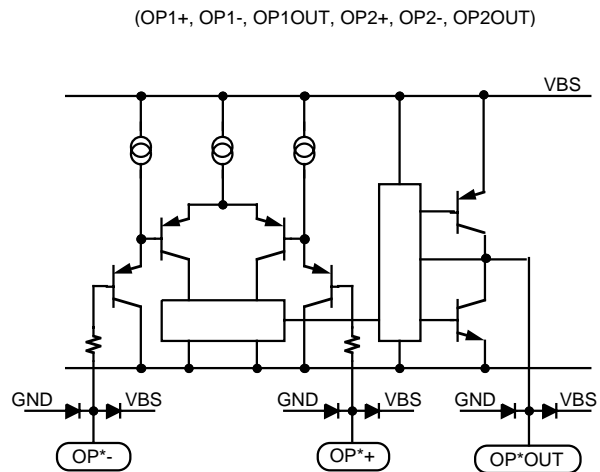 (OP1+, OP1-, OP1OUT, OP2+, OP2-, OP2OUT)
VBS
GND VBS GND VBS GND VBS
OP*- OP*+ OP*OUT